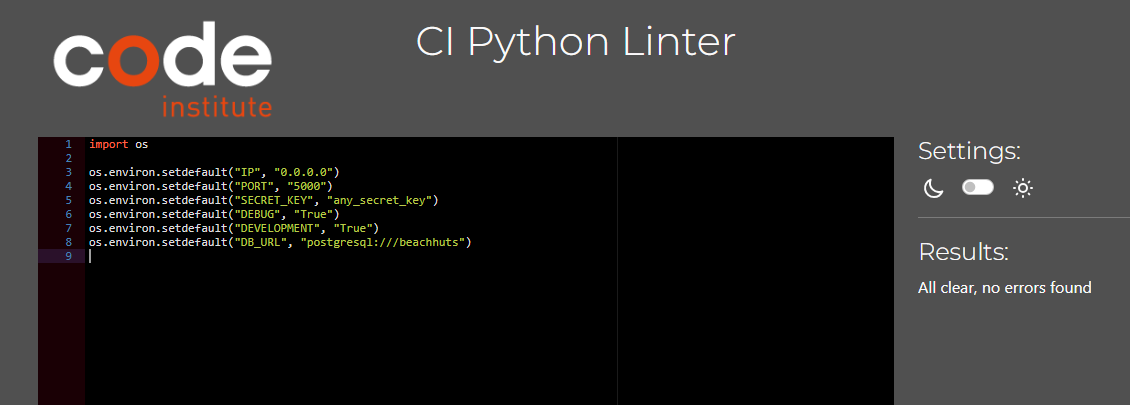 code
institute
CI Python Linter
1 import os
2
3 os.environ.setdefault("IP", "0.0.0.0")
4 os.environ.setdefault("PORT", "5000")
5 os.environ.setdefault("SECRET_KEY", "any_secret_key")
6 os.environ.setdefault("DEBUG", "True")
7 os.environ.setdefault("DEVELOPMENT", "True")
8 os.environ.setdefault("DB_URL", "postgresql:///beachhuts")
9
Settings:
Results:
All clear, no errors found